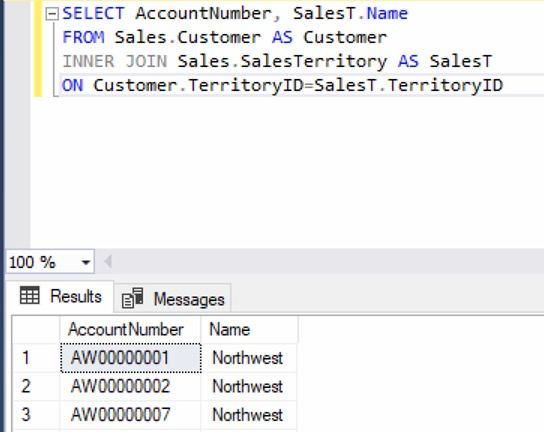 SELECT AccountNumber, SalesT.Name
FROM Sales.Customer AS Customer
INNER JOIN Sales.SalesTerritory AS SalesT
ON Customer.TerritoryID=SalesT.TerritoryID
100 %
Results Messages
AccountNumber Name
1 AW00000001 Northwest
2 AW00000002 Northwest
3 AW00000007 Northwest